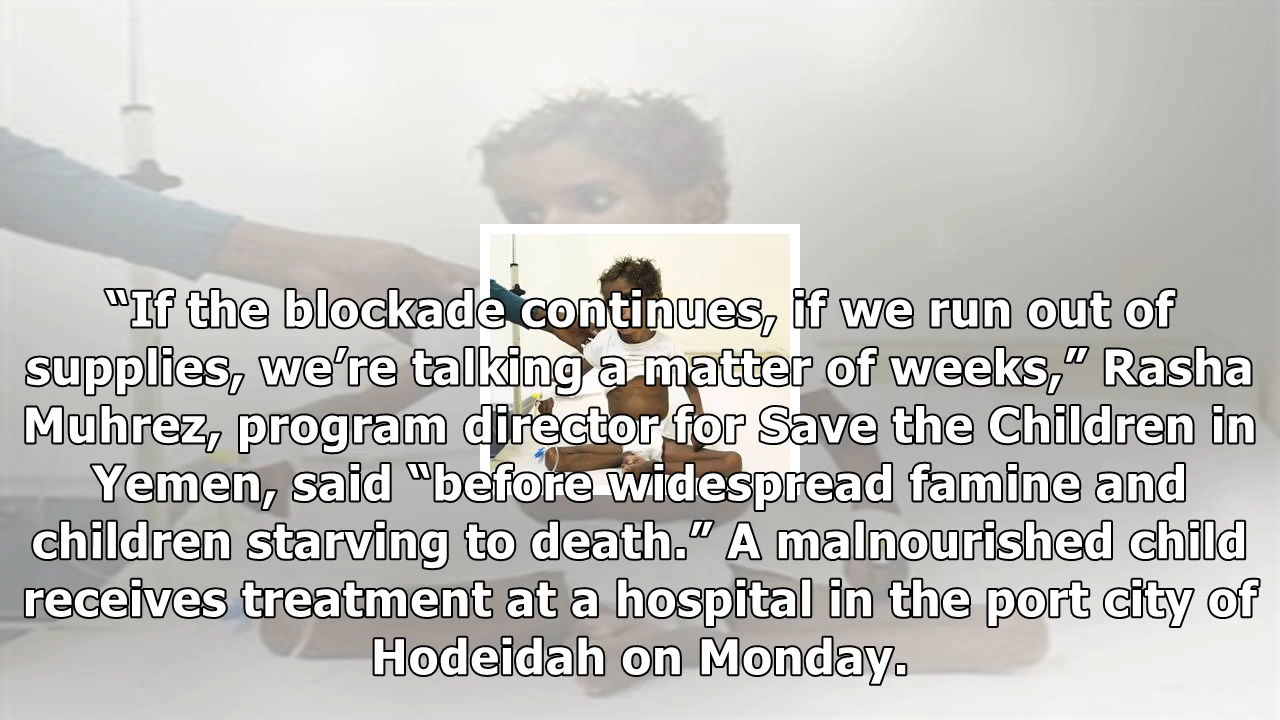 “If the blockade continues, if we run out of
supplies, we’re talking a matter of weeks,” Rasha
Muhrez, program director for Save the Children in
Yemen, said “before widespread famine and
children starving to death.” A malnourished child
receives treatment at a hospital in the port city of
Hodeidah on Monday.